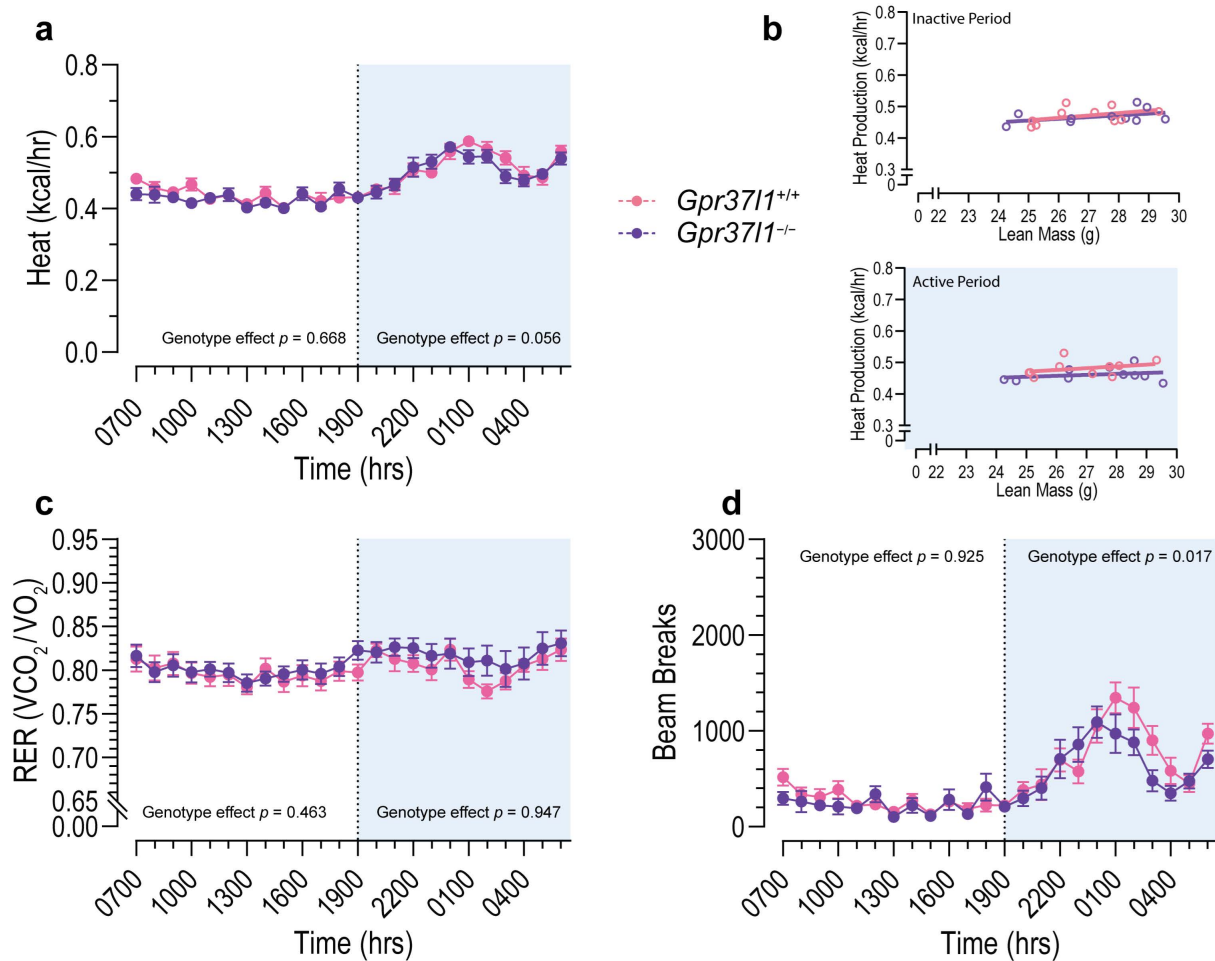 a
Heat (kcal/hr)
0.8
0.6
0.4
0.2
0.0
Genotype effect p = 0.668
Genotype effect p = 0.056
0700
1000
1300
1600
1900
2200
0100
0400
Time (hrs)
Gpr37l1+/+
Gpr37l1−/−
b
Inactive Period
Heat Production (kcal/hr)
0.8
0.7
0.6
0.5
0.4
0.3
0
0 22 23 24 25 26 27 28 29 30
Lean Mass (g)
Active Period
Heat Production (kcal/hr)
0.8
0.7
0.6
0.5
0.4
0.3
0
0 22 23 24 25 26 27 28 29 30
Lean Mass (g)
c
RER (VCO2/VO2)
0.95
0.90
0.85
0.80
0.75
0.70
0.65
0.00
Genotype effect p = 0.463
Genotype effect p = 0.947
0700
1000
1300
1600
1900
2200
0100
0400
Time (hrs)
d
Beam Breaks
3000
2000
1000
0
Genotype effect p = 0.925
Genotype effect p = 0.017
0700
1000
1300
1600
1900
2200
0100
0400
Time (hrs)